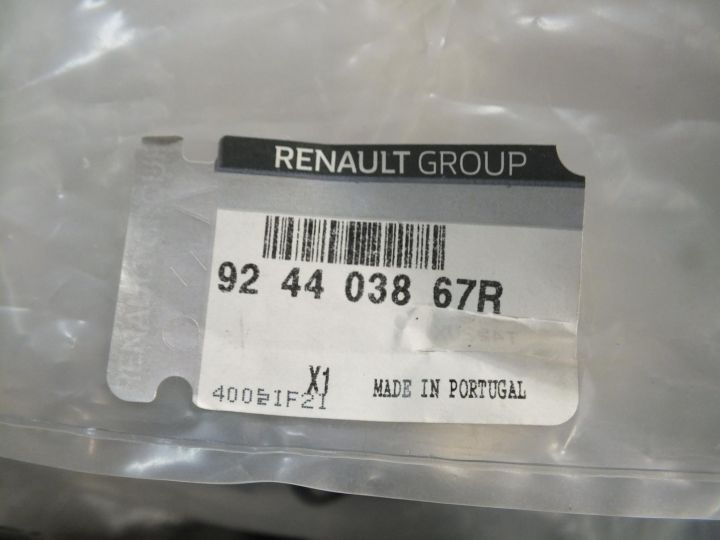 RENAULT GROUP
92 44 038 67R
X1
MADE IN PORTUGAL